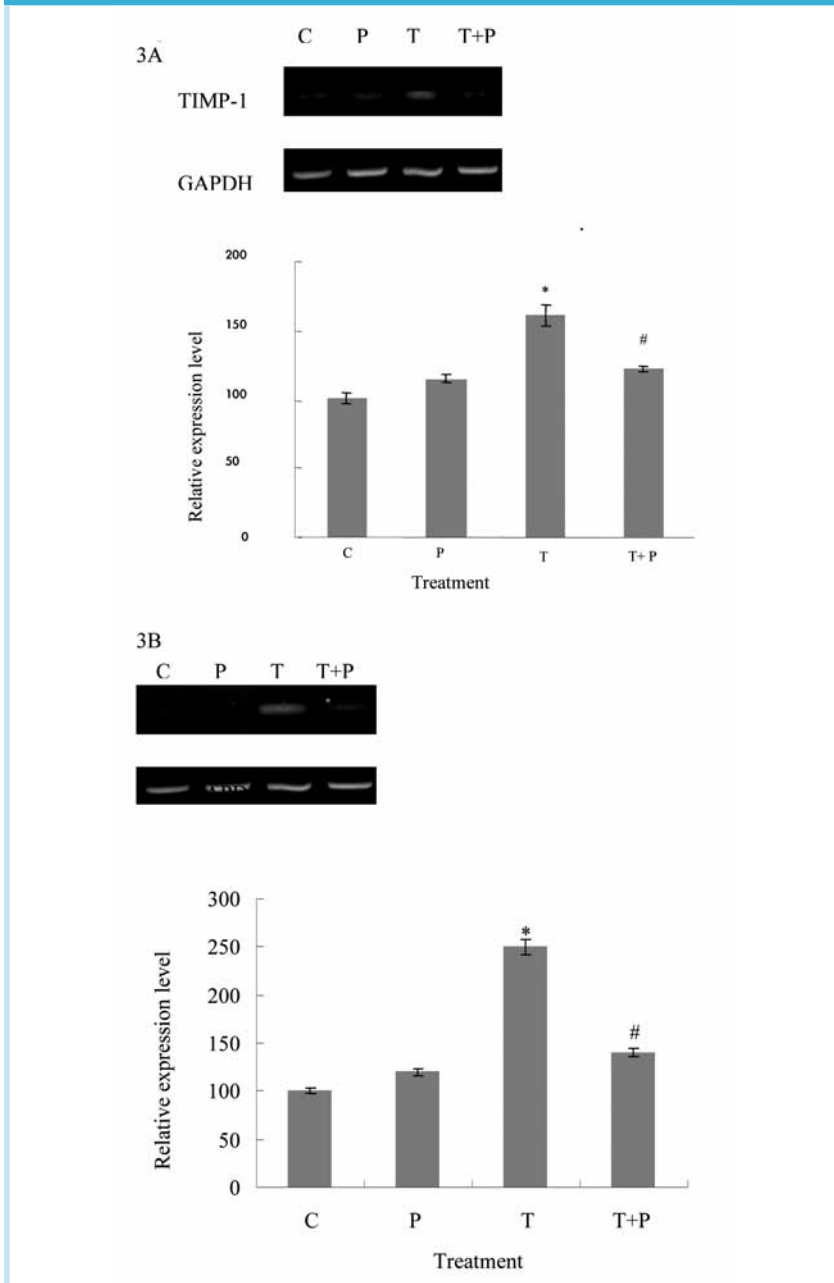 C P T T+P
3A
TIMP-1
GAPDH
200
*
150
#
100
50
0
Relative expression level
C P T T+ P
Treatment
3B
C P T T+P
300
250
*
200
150
#
100
50
0
Relative expression level
C P T T+P
Treatment